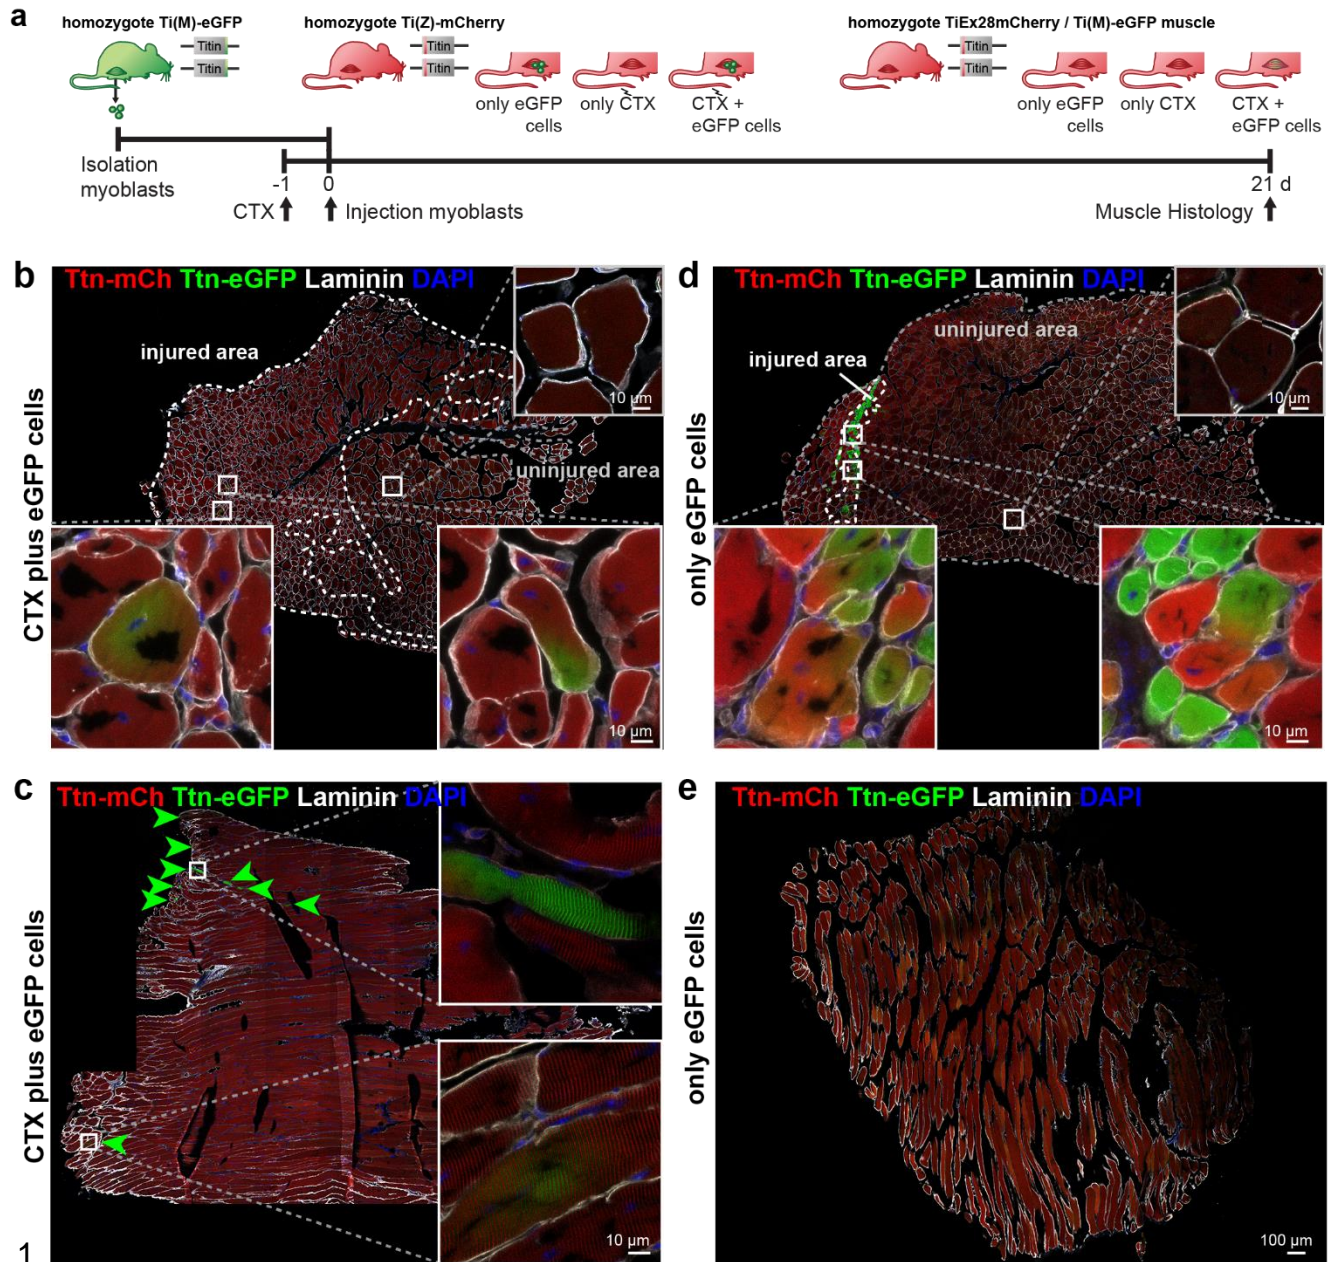 a
homozygote Ti(M)-eGFP
homozygote Ti(Z)-mCherry
homozygote TiEx28mCherry / Ti(M)-eGFP muscle
Titin
Titin
Titin
Titin
Titin
Titin
only eGFP
cells
only CTX
CTX +
eGFP cells
only eGFP
cells
only CTX
CTX +
eGFP cells
Isolation
myoblasts
-1
0
21 d
CTX
Injection myoblasts
Muscle Histology
b
Ttn-mCh Ttn-eGFP Laminin DAPI
CTX plus eGFP cells
injured area
uninjured area
10 µm
10 µm
d
Ttn-mCh Ttn-eGFP Laminin DAPI
only eGFP cells
uninjured area
injured area
10 µm
10 µm
c
Ttn-mCh Ttn-eGFP Laminin DAPI
CTX plus eGFP cells
10 µm
1
e
Ttn-mCh Ttn-eGFP Laminin DAPI
only eGFP cells
100 µm